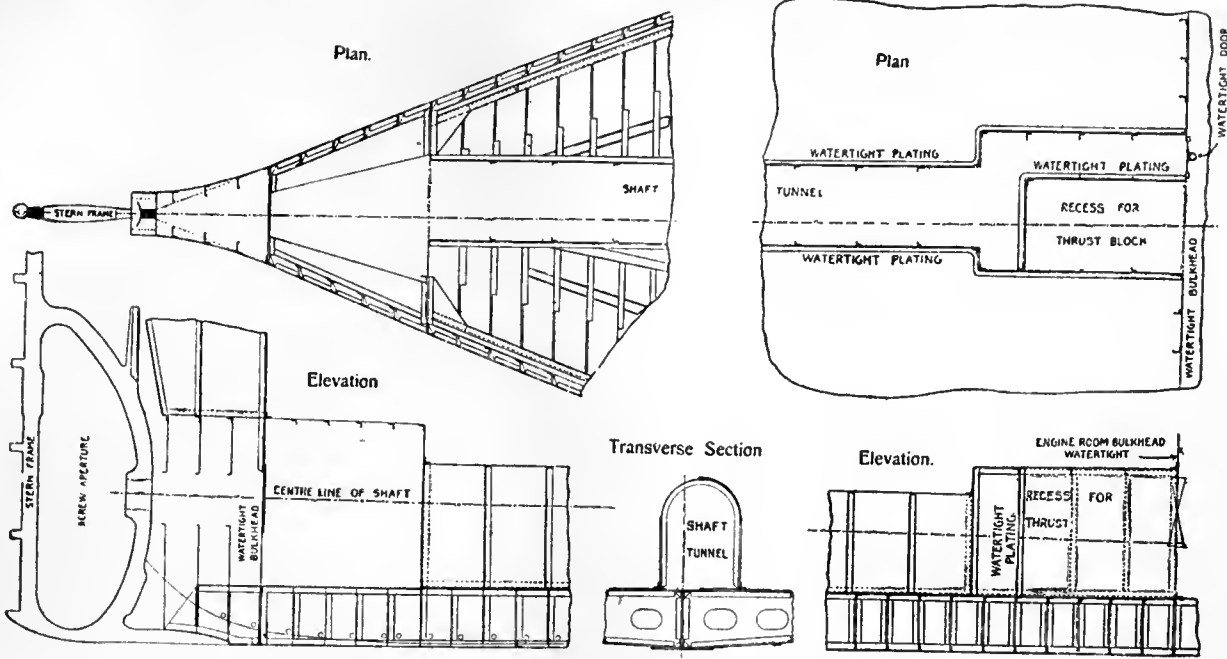 Plan.
STERN FRAME
SHAFT
Plan
WATERTIGHT DOOR
WATERTIGHT PLATING
WATERTIGHT PLATING
TUNNEL
RECESS FOR
THRUST BLOCK
WATERTIGHT PLATING
WATERTIGHT BULKHEAD
Elevation
STERN FRAME
SCREW APERTURE
CENTRE LINE OF SHAFT
WATERTIGHT
BULKHEAD
Transverse Section
SHAFT
TUNNEL
Elevation.
ENGINE ROOM BULKHEAD
WATERTIGHT
RECESS FOR
THRUST
WATERTIGHT
PLATING